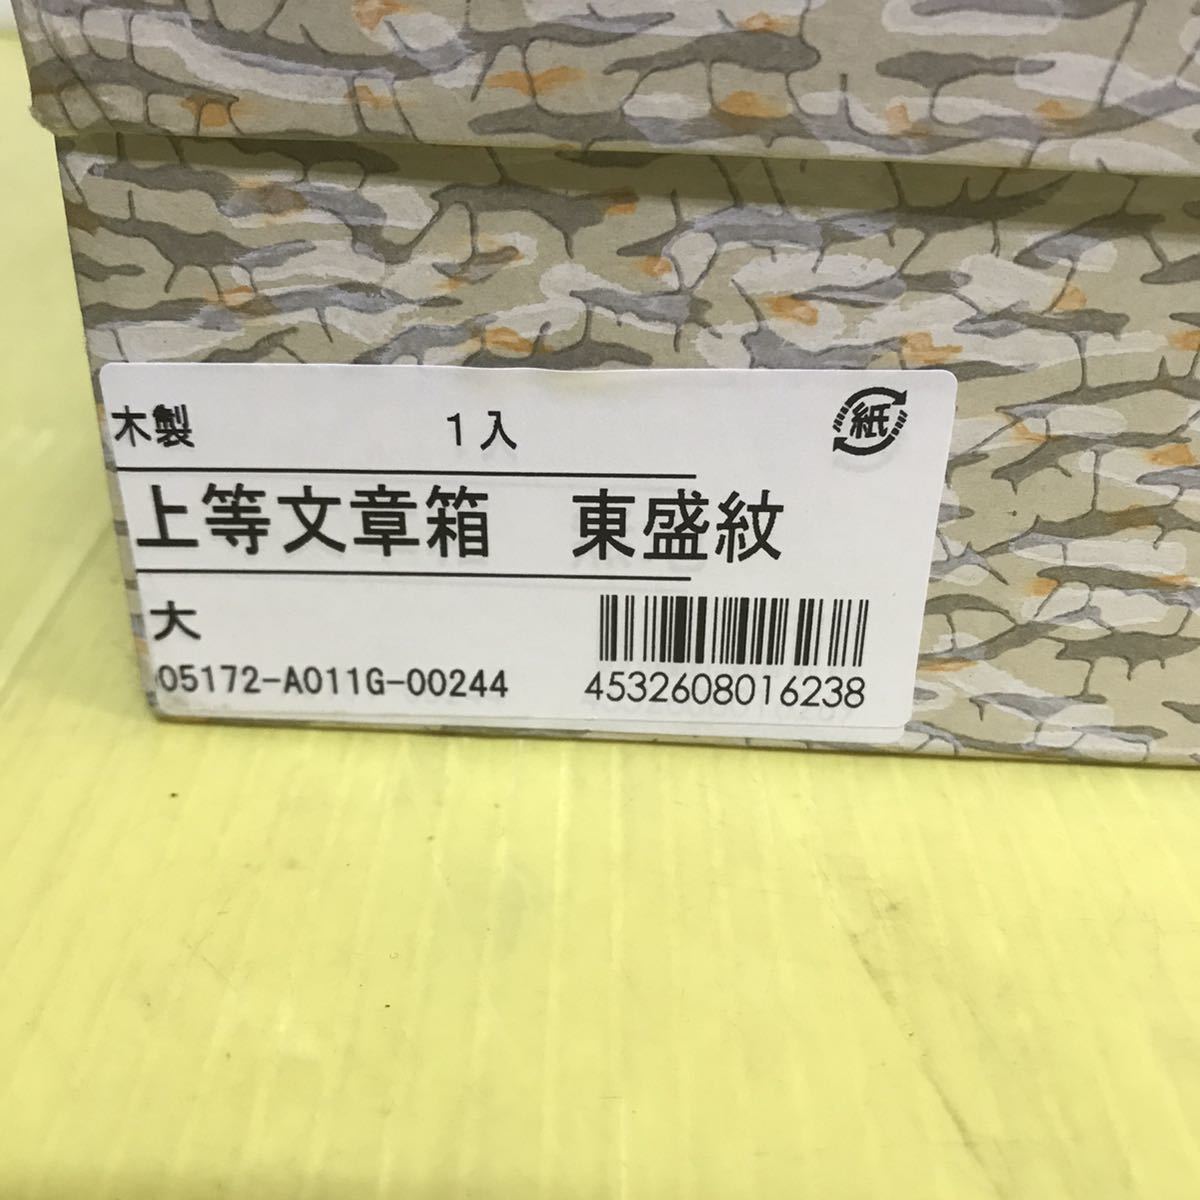 木製 1入
紙
上等文章箱 東盛紋
大
05172-A011G-00244
4532608016238